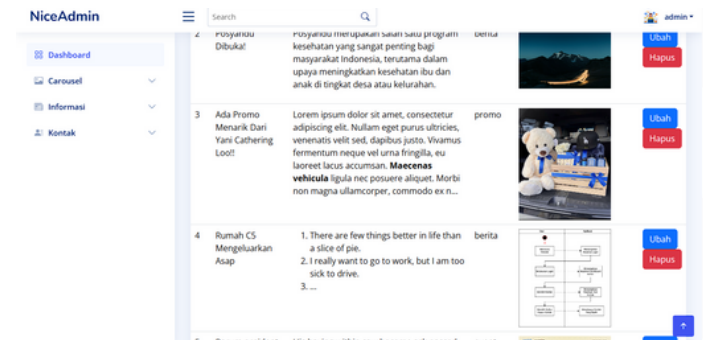 NiceAdmin
Search
admin
Dashboard
Carousel
Informasi
Kontak
2 Posyandu Posyandu merupakan salah satu program berita Ubah
Dibuka! kesehatan yang sangat penting bagi
masyarakat Indonesia, terutama dalam Hapus
upaya meningkatkan kesehatan ibu dan
anak di tingkat desa atau kelurahan.
3 Ada Promo Lorem ipsum dolor sit amet, consectetur promo Ubah
Menarik Dari adipiscing elit. Nullam eget purus ultricies,
Yani Cathering venenatis velit sed, dapibus justo. Vivamus Hapus
Loo!! fermentum neque vel urna fringilla, eu
laoreet lacus accumsan. Maecenas
vehicula ligula nec posuere aliquet. Morbi
non magna ullamcorper, commodo ex n...
4 Rumah CS 1. There are few things better in life than berita Ubah
Mengeluarkan a slice of pie.
Asap 2. I really want to go to work, but I am too Hapus
sick to drive.
3. ...